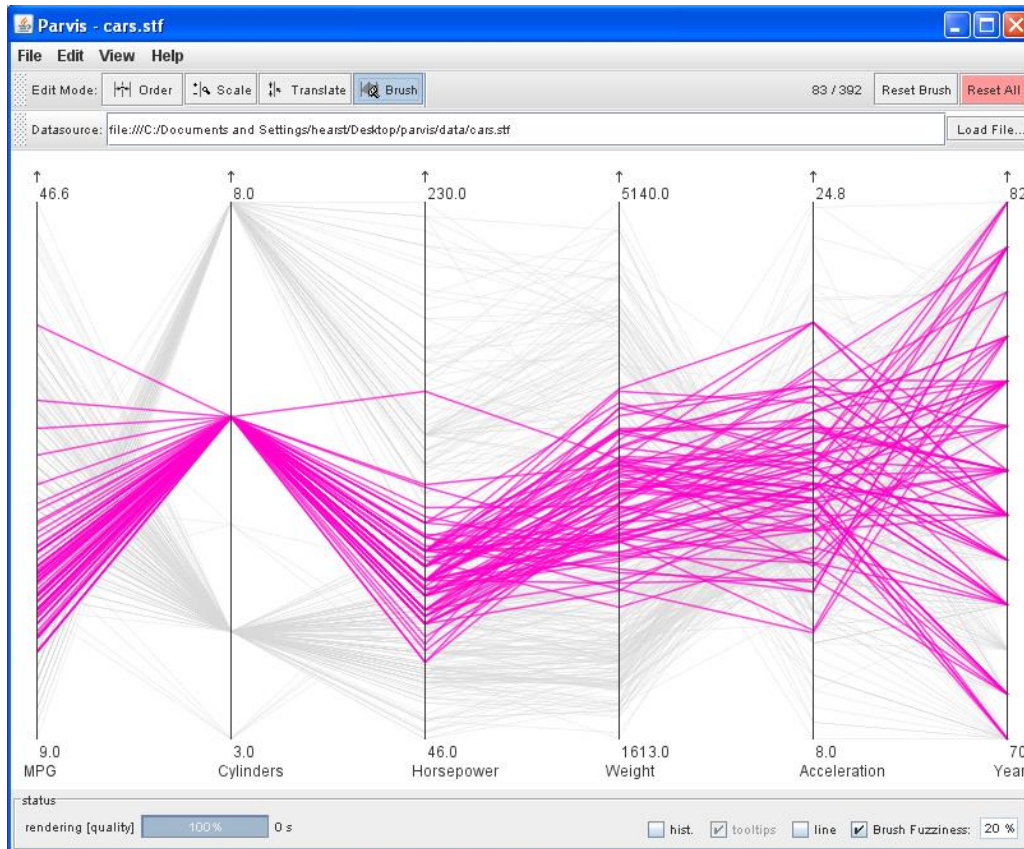 Parvis - cars.stf
File Edit View Help
Edit Mode: Order Scale Translate Brush 83 / 392 Reset Brush Reset All
Datasource: file:///C:/Documents and Settings/hearst/Desktop/parvis/data/cars.stf Load File...
46.6 8.0 230.0 5140.0 24.8 82
9.0 3.0 46.0 1613.0 8.0 70
MPG Cylinders Horsepower Weight Acceleration Year
status
rendering [quality] 100% 0 s hist. tooltips line Brush Fuzziness: 20 %